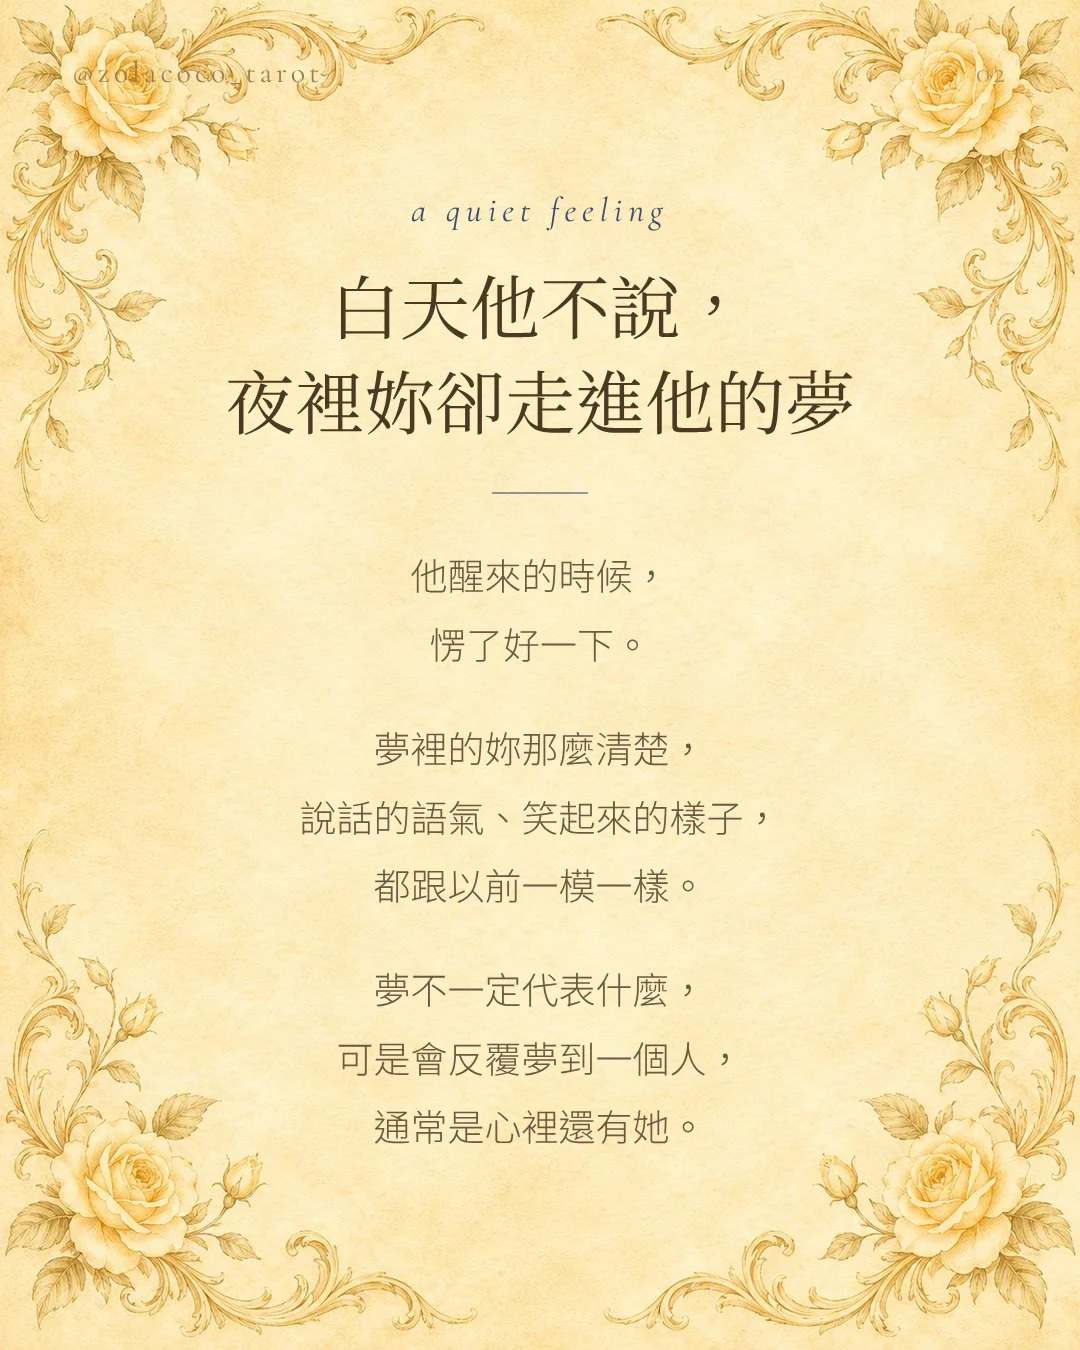 @zolacoco_tarot
02
a quiet feeling
白天他不說，
夜裡妳卻走進他的夢
他醒來的時候，
愣了好一下。
夢裡的妳那麼清楚，
說話的語氣、笑起來的樣子，
都跟以前一模一樣。
夢不一定代表什麼，
可是會反覆夢到一個人，
通常是心裡還有她。